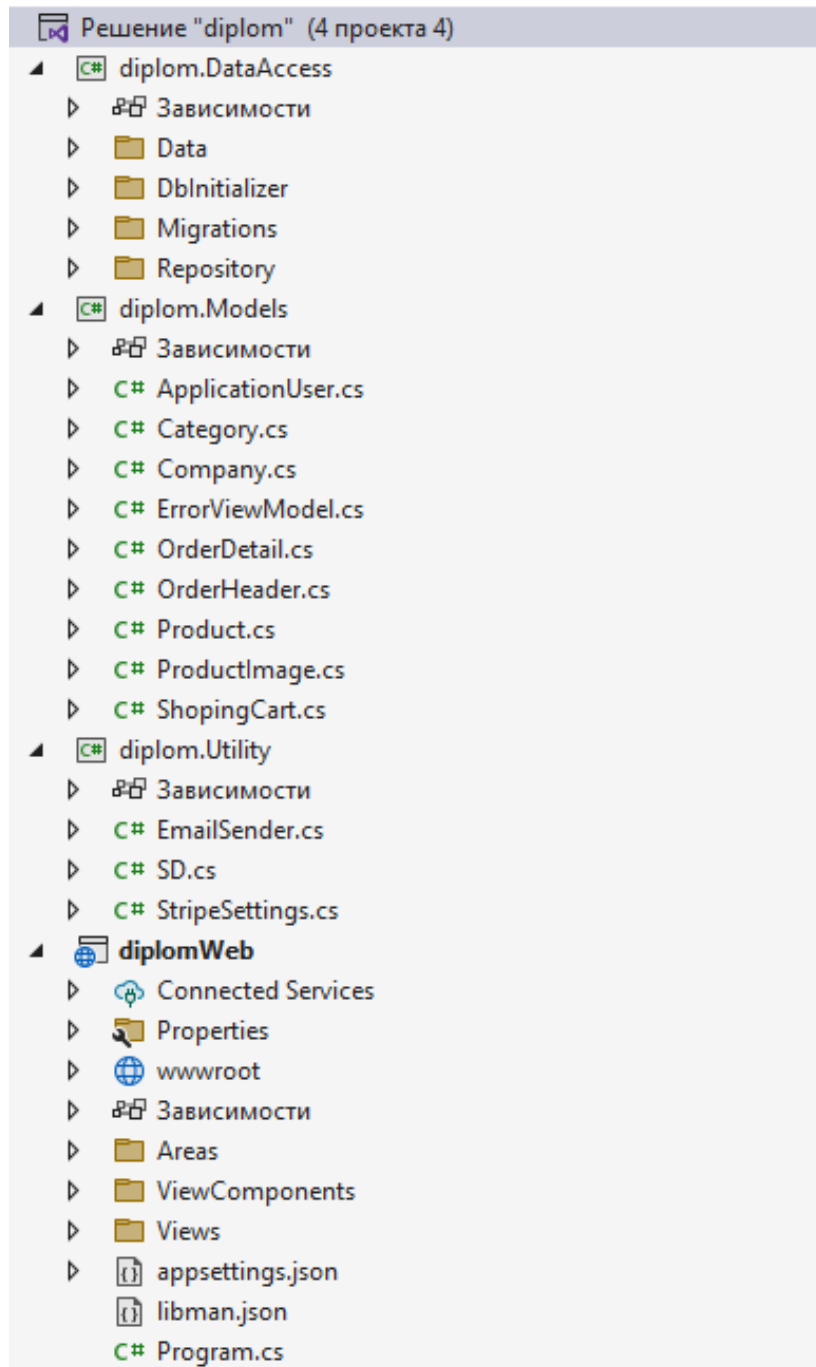 Решение "diplom" (4 проекта 4)
C# diplom.DataAccess
Зависимости
Data
DbInitializer
Migrations
Repository
C# diplom.Models
Зависимости
C# ApplicationUser.cs
C# Category.cs
C# Company.cs
C# ErrorViewModel.cs
C# OrderDetail.cs
C# OrderHeader.cs
C# Product.cs
C# ProductImage.cs
C# ShopingCart.cs
C# diplom.Utility
Зависимости
C# EmailSender.cs
C# SD.cs
C# StripeSettings.cs
diplomWeb
Connected Services
Properties
wwwroot
Зависимости
Areas
ViewComponents
Views
appsettings.json
libman.json
C# Program.cs